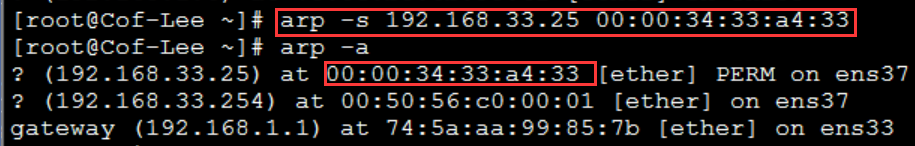 [root@Cof-Lee ~]# arp -s 192.168.33.25 00:00:34:33:a4:33
[root@Cof-Lee ~]# arp -a
? (192.168.33.25) at 00:00:34:33:a4:33 [ether] PERM on ens37
? (192.168.33.254) at 00:50:56:c0:00:01 [ether] on ens37
gateway (192.168.1.1) at 74:5a:aa:99:85:7b [ether] on ens33